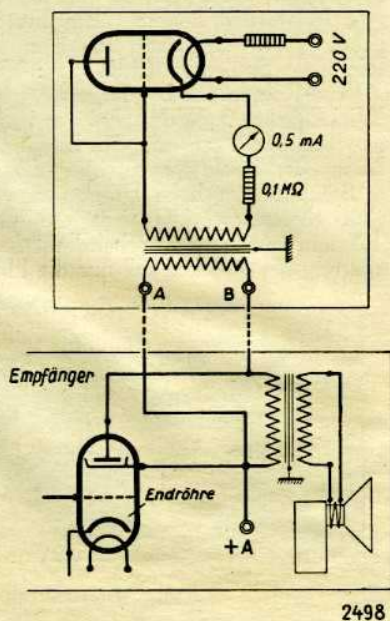 220 V
0,5 mA
0,1 MΩ
A
B
Empfänger
Endröhre
+A
2498